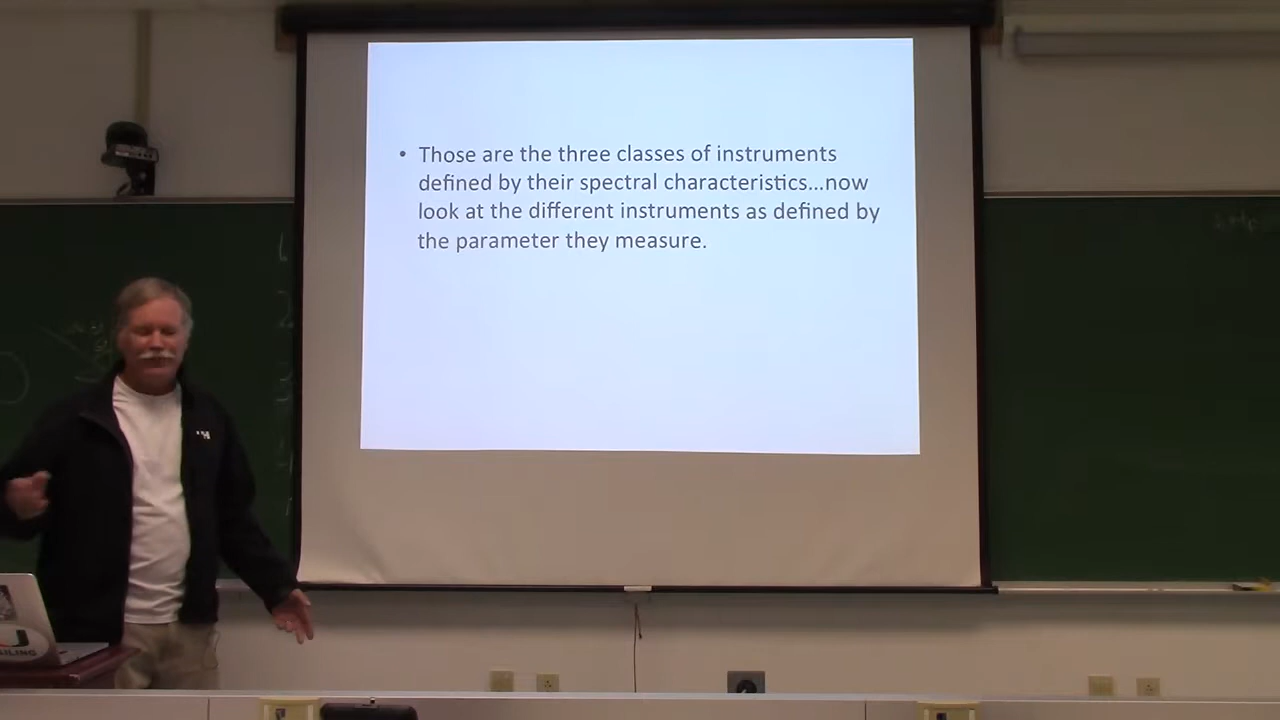 • Those are the three classes of instruments
defined by their spectral characteristics...now
look at the different instruments as defined by
the parameter they measure.